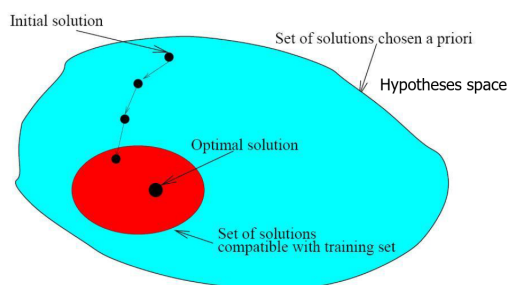 Initial solution
Set of solutions chosen a priori
Hypotheses space
Optimal solution
Set of solutions
compatible with training set